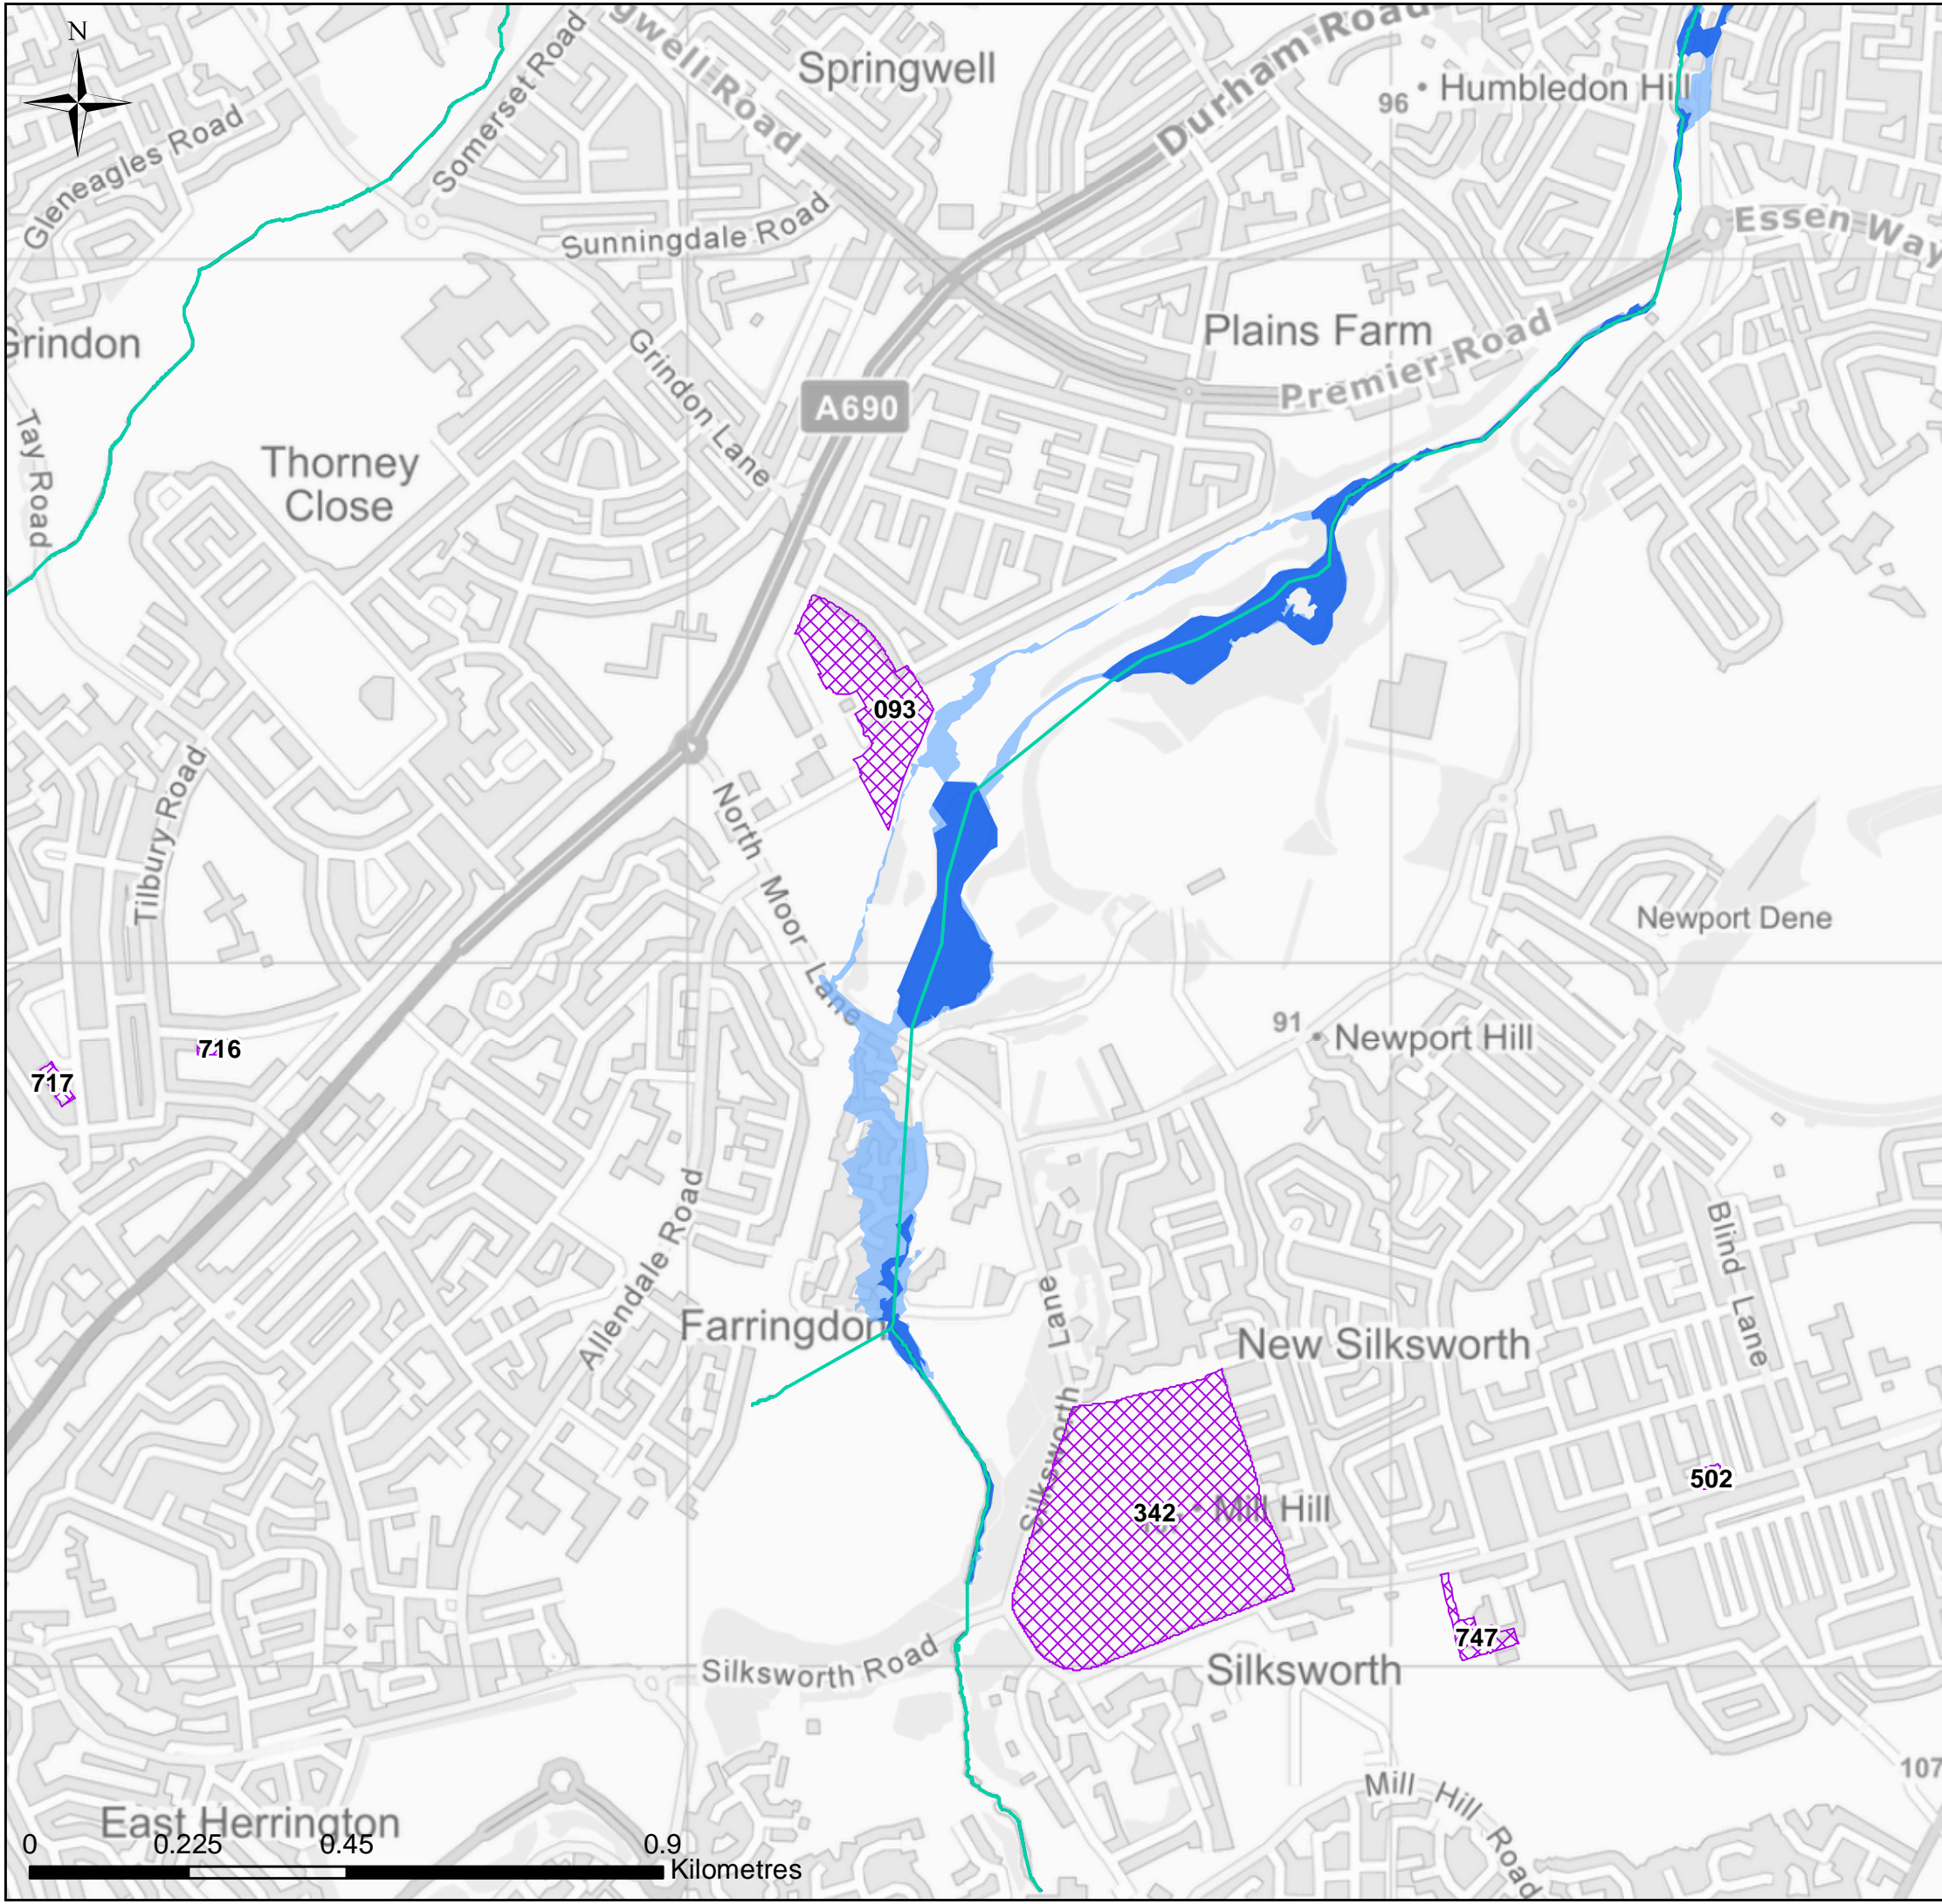 N
gwell Road
Springwell
Durham Road
96
Humbledon Hill
Somerset Road
Gleneagles Road
Sunningdale Road
Essen Way
Grindon
Plains Farm
Premier Road
Grindon Lane
A690
Tay Road
Thorney
Close
093
Tilbury Road
North Moor Lane
Newport Dene
91
Newport Hill
716
717
Allendale Road
Blind Lane
Farringdon
Silksworth Lane
New Silksworth
502
342
Mill Hill
747
Silksworth Road
Silksworth
107
Mill Hill Road
East Herrington
0 0.225 0.45 0.9
Kilometres